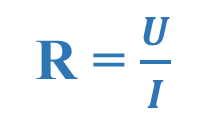 R = U/I